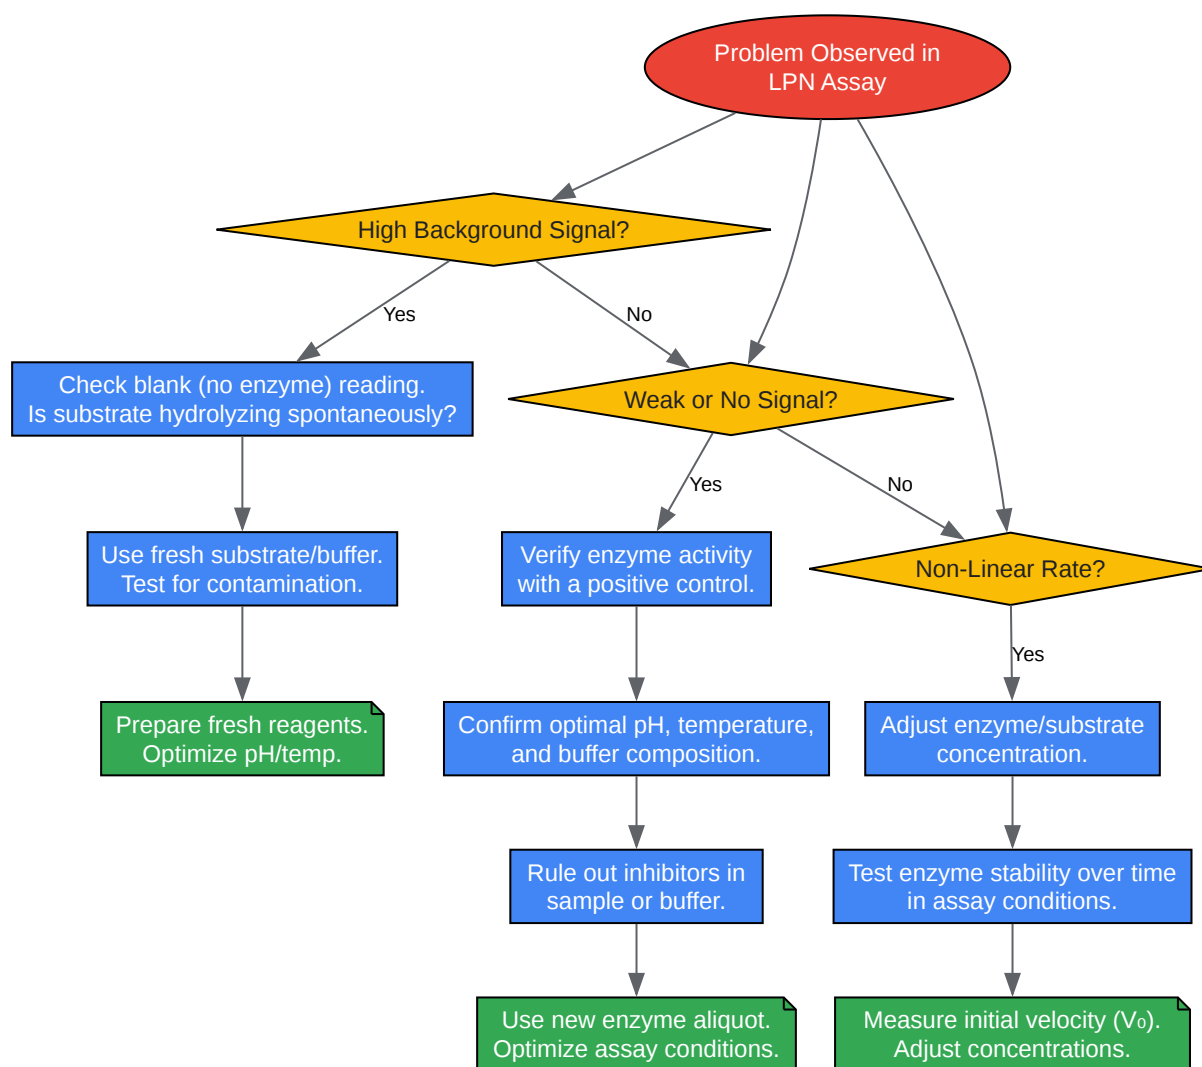 Problem Observed in
LPN Assay
High Background Signal?
Yes
No
Check blank (no enzyme) reading.
Is substrate hydrolyzing spontaneously?
Weak or No Signal?
Yes
No
Use fresh substrate/buffer.
Test for contamination.
Verify enzyme activity
with a positive control.
Non-Linear Rate?
Yes
Prepare fresh reagents.
Optimize pH/temp.
Confirm optimal pH, temperature,
and buffer composition.
Adjust enzyme/substrate
concentration.
Rule out inhibitors in
sample or buffer.
Test enzyme stability over time
in assay conditions.
Use new enzyme aliquot.
Optimize assay conditions.
Measure initial velocity (V₀).
Adjust concentrations.